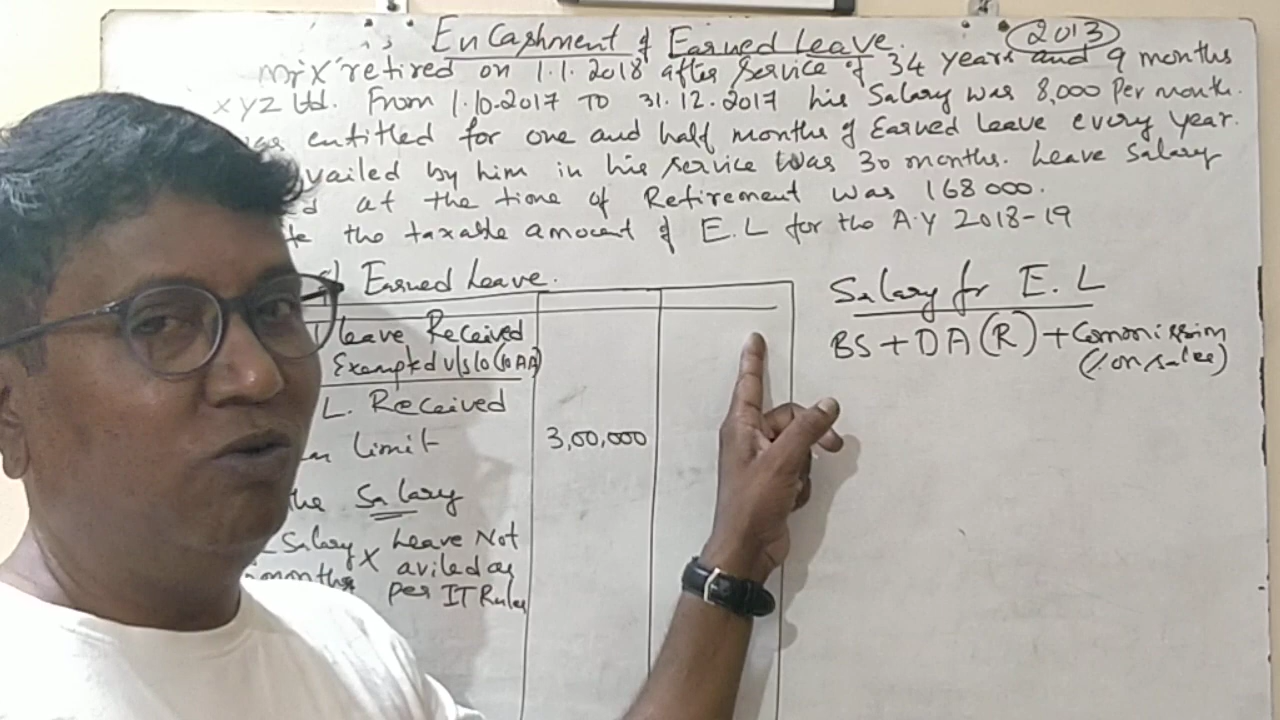 Encashment of Earned Leave.
2013
Mr 'X' retired on 1.1.2018 after Service of 34 years and 9 months
XYZ Ltd. From 1.10.2017 TO 31.12.2017 his Salary was 8,000 Per month.
entitled for one and half months of Earned Leave every year.
availed by him in his service was 30 months. Leave Salary
at the time of Retirement was 168000.
the taxable amount of E.L for the A.Y 2018-19
Earned Leave.
Leave Received
Exempted U/s 10(10AA)
L. Received
Limit 3,00,000
the Salary
Salary × Leave Not
months availed as
per IT Rules
Salary for E.L
BS + DA (R) + Commission
(% on sales)